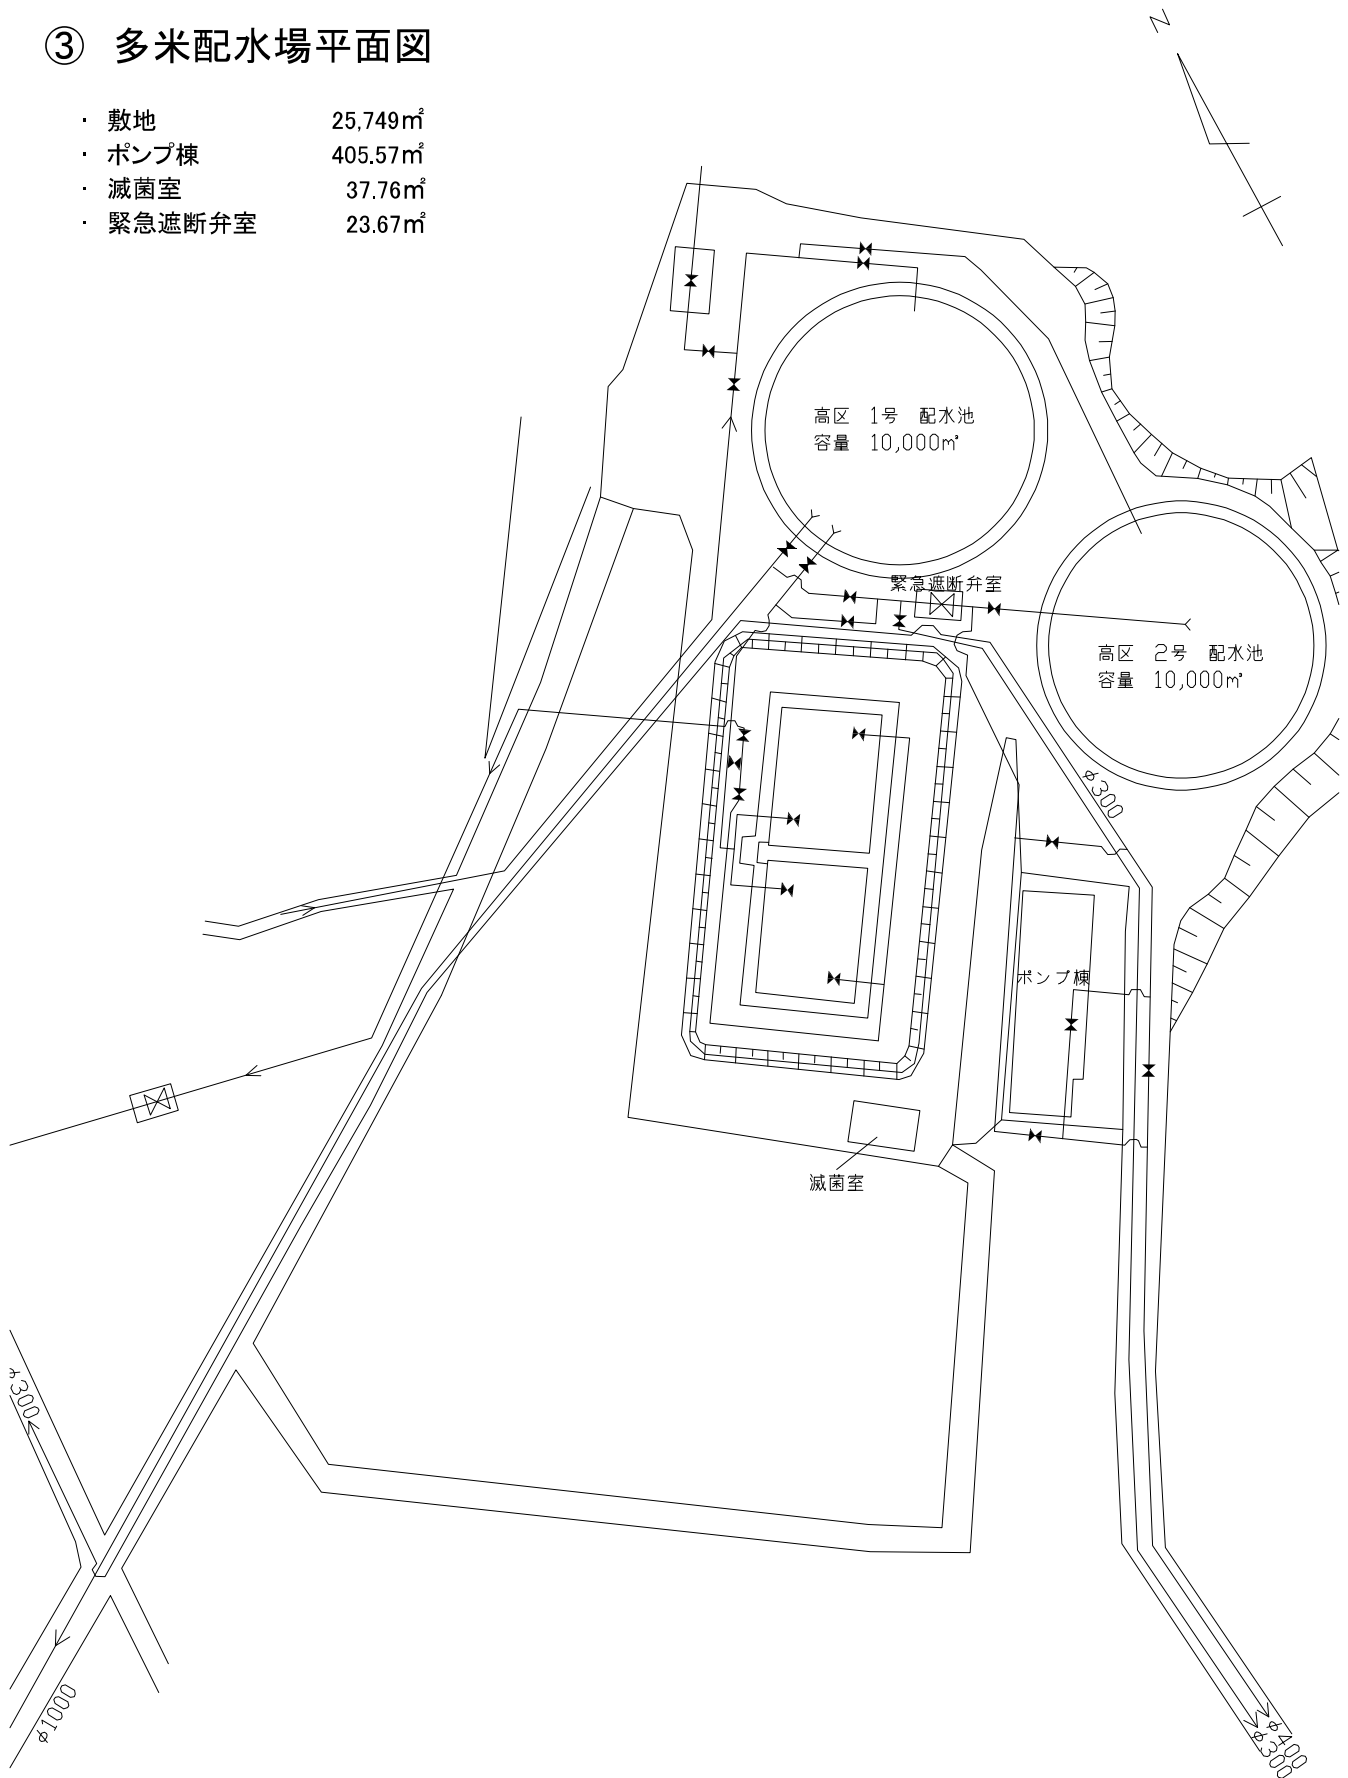 ③ 多米配水場平面図
・ 敷地 25,749㎡
・ ポンプ棟 405.57㎡
・ 滅菌室 37.76㎡
・ 緊急遮断弁室 23.67㎡
N
高区 1号 配水池
容量 10,000m³
緊急遮断弁室
高区 2号 配水池
容量 10,000m³
φ300
ポンプ棟
滅菌室
φ300
φ1000
φ400
φ300